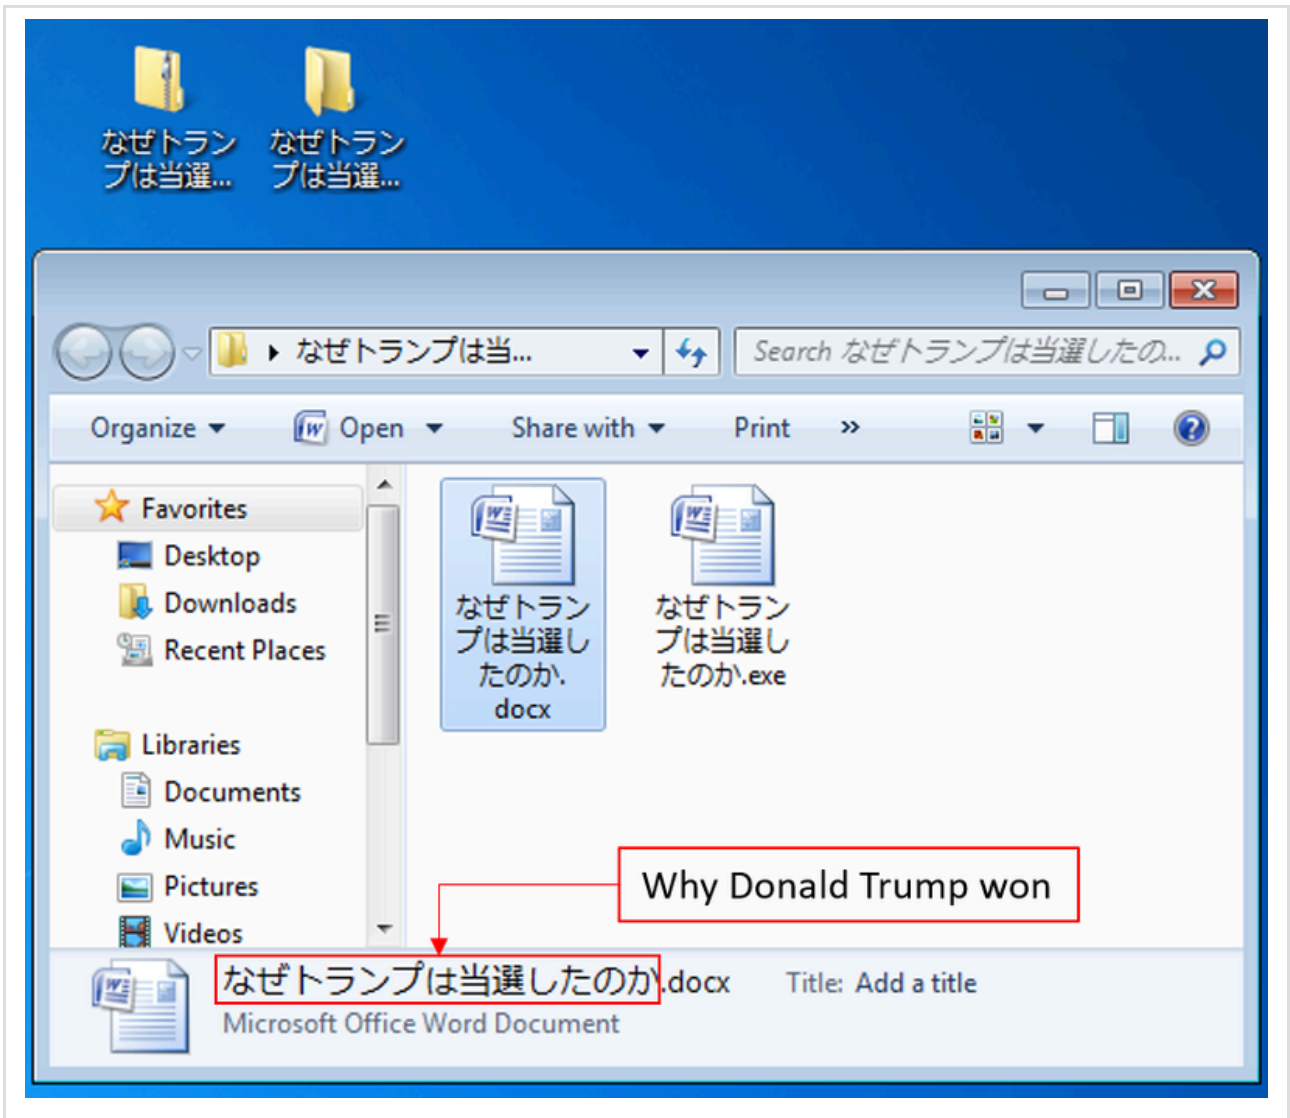 なぜトラン
プは当選...
なぜトラン
プは当選...
なぜトランプは当...
Search なぜトランプは当選したの...
Organize
Open
Share with
Print
»
Favorites
Desktop
Downloads
Recent Places
Libraries
Documents
Music
Pictures
Videos
なぜトラン
プは当選し
たのか.
docx
なぜトラン
プは当選し
たのか.exe
Why Donald Trump won
なぜトランプは当選したのか.docx Title: Add a title
Microsoft Office Word Document